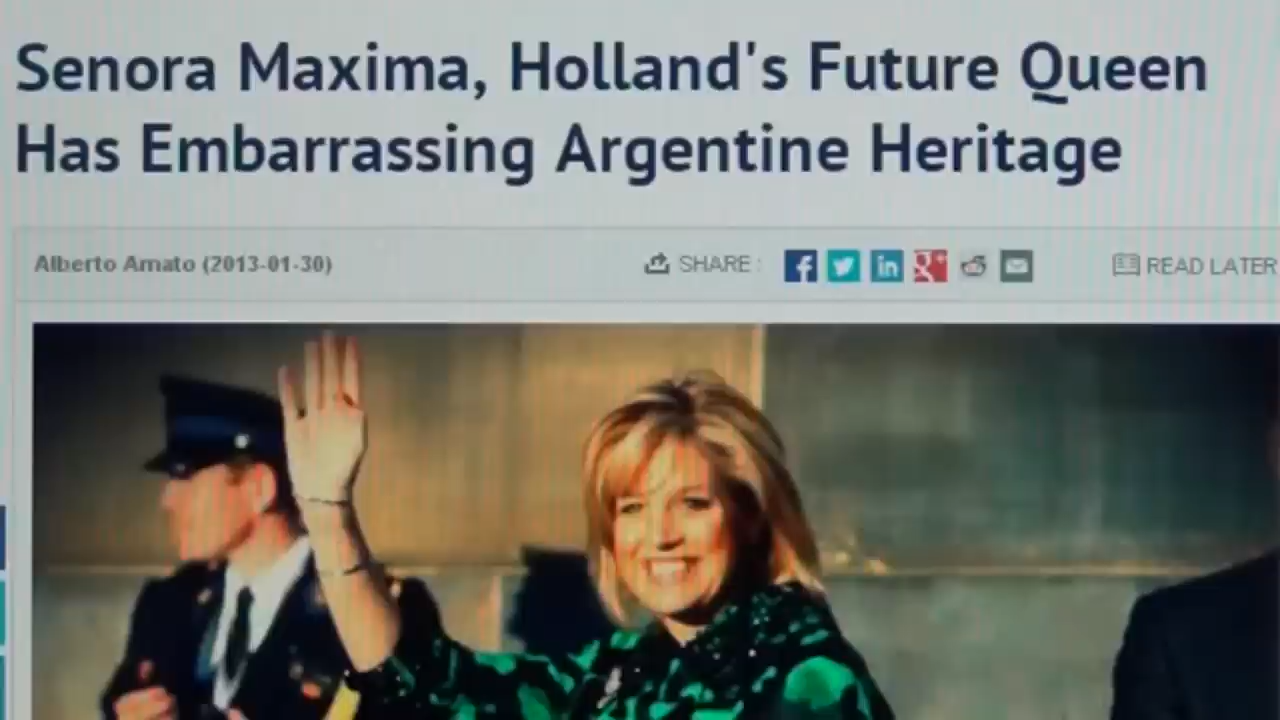 Senora Maxima, Holland's Future Queen
Has Embarrassing Argentine Heritage
Alberto Amato (2013-01-30)
SHARE :
READ LATER